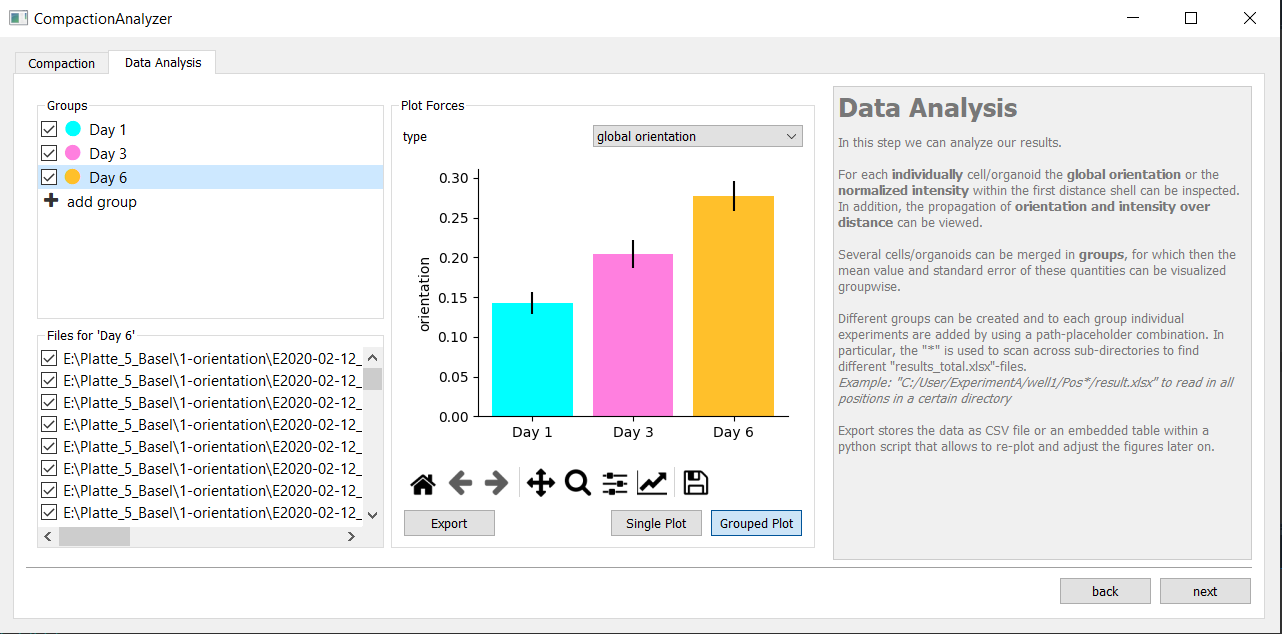 CompactionAnalyzer
Compaction
Data Analysis
Groups
Day 1
Day 3
Day 6
add group
Files for 'Day 6'
E:\Platte_5_Basel\1-orientation\E2020-02-12_
E:\Platte_5_Basel\1-orientation\E2020-02-12_
E:\Platte_5_Basel\1-orientation\E2020-02-12_
E:\Platte_5_Basel\1-orientation\E2020-02-12_
E:\Platte_5_Basel\1-orientation\E2020-02-12_
E:\Platte_5_Basel\1-orientation\E2020-02-12_
E:\Platte_5_Basel\1-orientation\E2020-02-12_
E:\Platte_5_Basel\1-orientation\E2020-02-12_
Plot Forces
type
global orientation
orientation
0.30
0.25
0.20
0.15
0.10
0.05
0.00
Day 1
Day 3
Day 6
Export
Single Plot
Grouped Plot
Data Analysis
In this step we can analyze our results.
For each individually cell/organoid the global orientation or the
normalized intensity within the first distance shell can be inspected.
In addition, the propagation of orientation and intensity over
distance can be viewed.
Several cells/organoids can be merged in groups, for which then the
mean value and standard error of these quantities can be visualized
groupwise.
Different groups can be created and to each group individual
experiments are added by using a path-placeholder combination. In
particular, the "*" is used to scan across sub-directories to find
different "results_total.xlsx"-files.
Example: "C:/User/ExperimentA/well1/Pos*/result.xlsx" to read in all
positions in a certain directory
Export stores the data as CSV file or an embedded table within a
python script that allows to re-plot and adjust the figures later on.
back
next